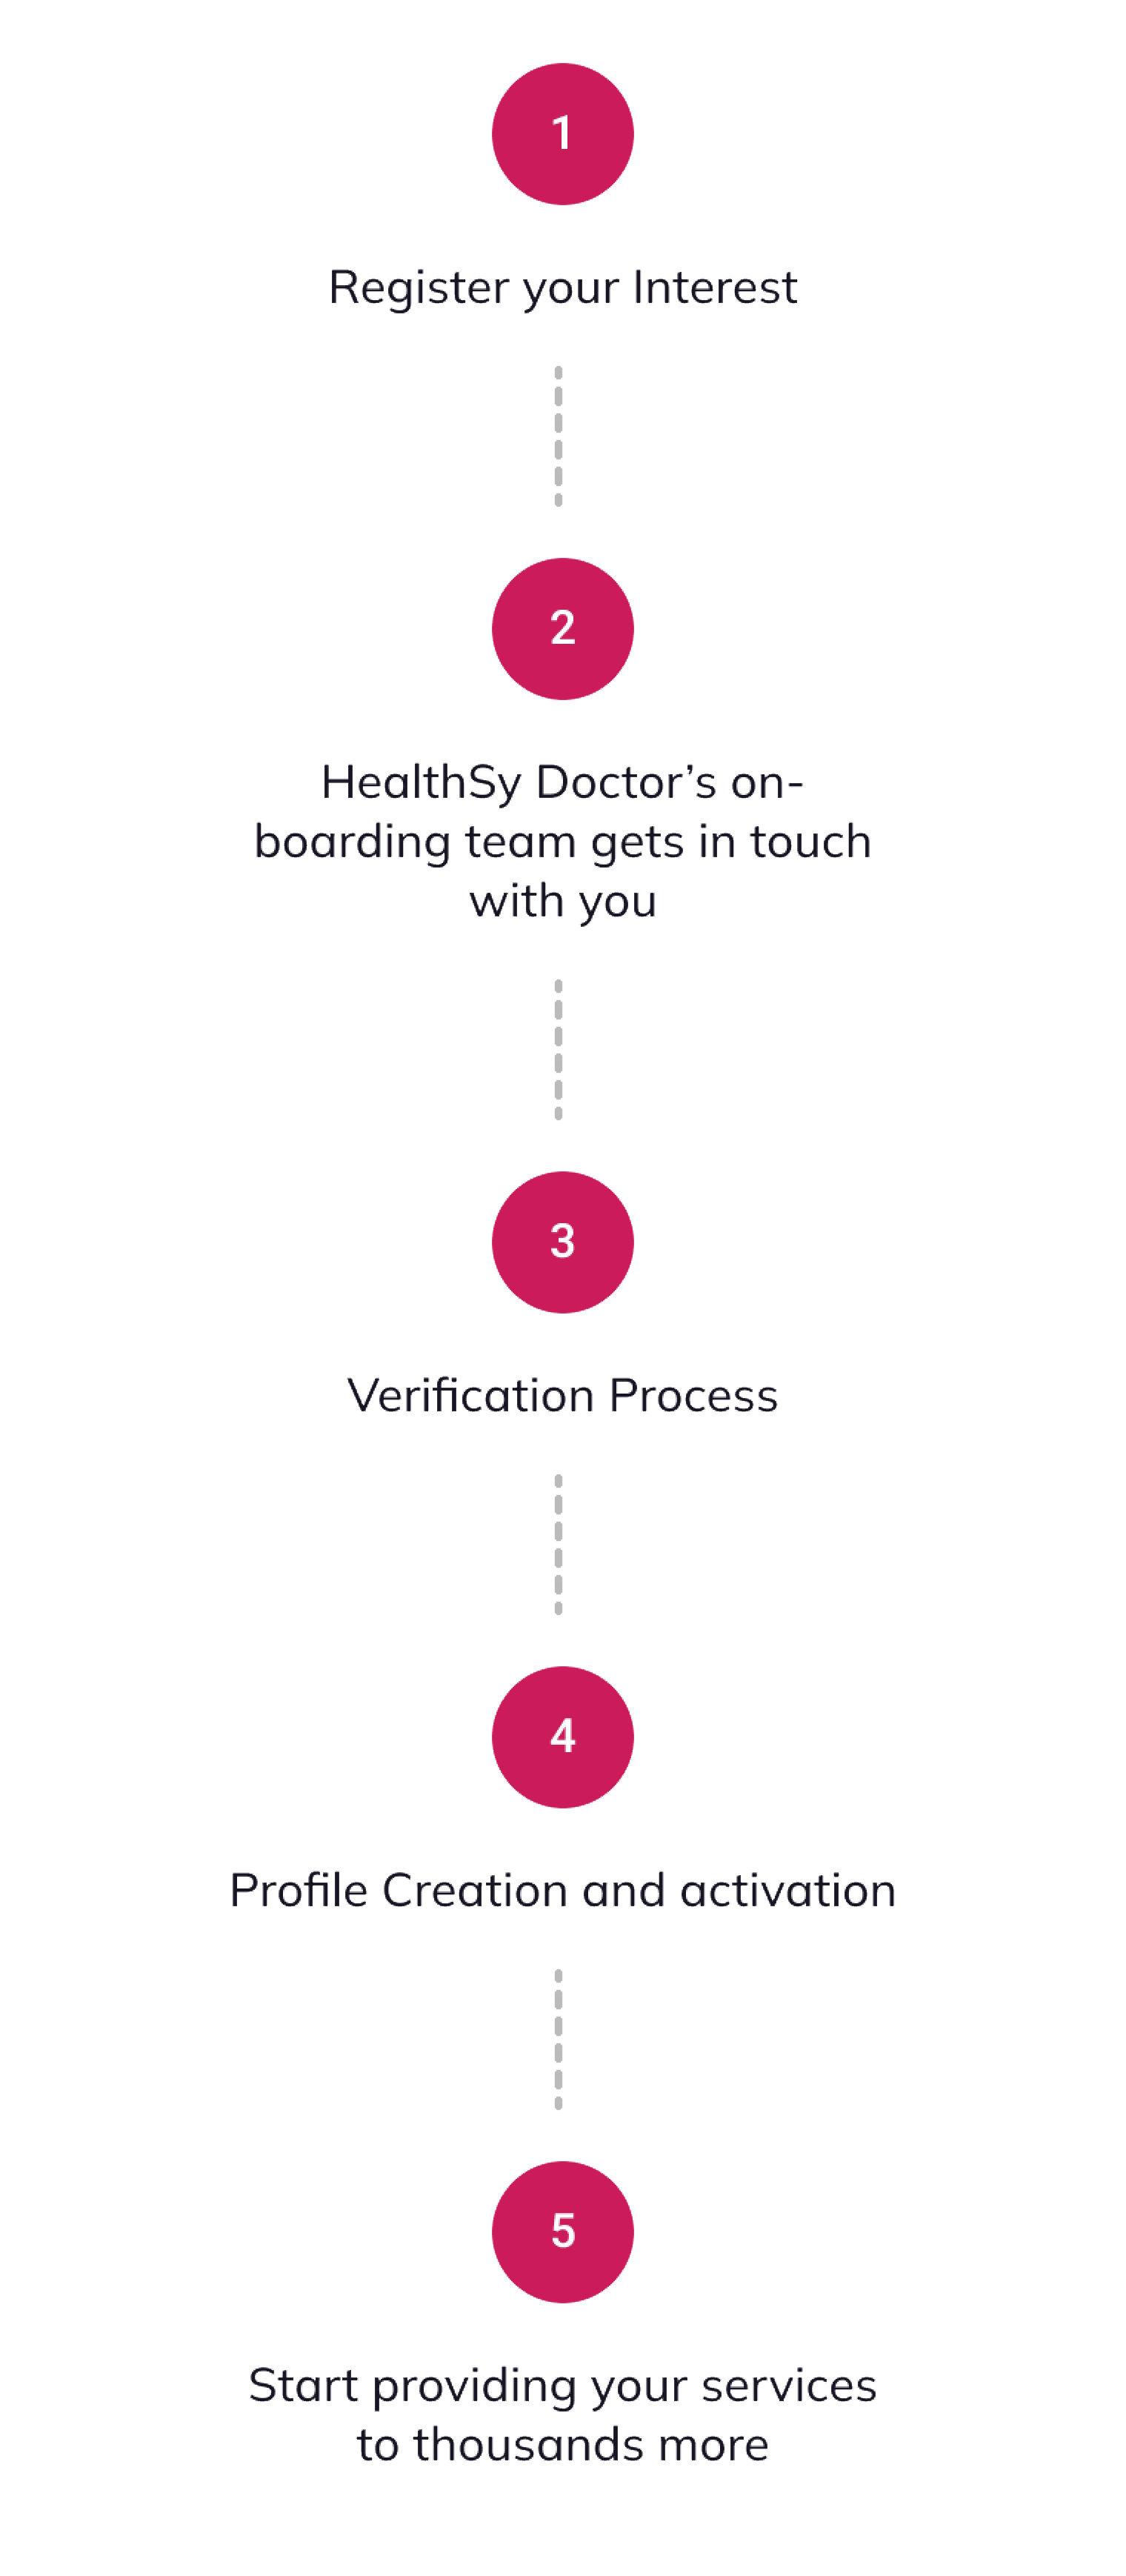 1
Register your Interest
2
HealthSy Doctor’s on-
boarding team gets in touch
with you
3
Verification Process
4
Profile Creation and activation
5
Start providing your services
to thousands more